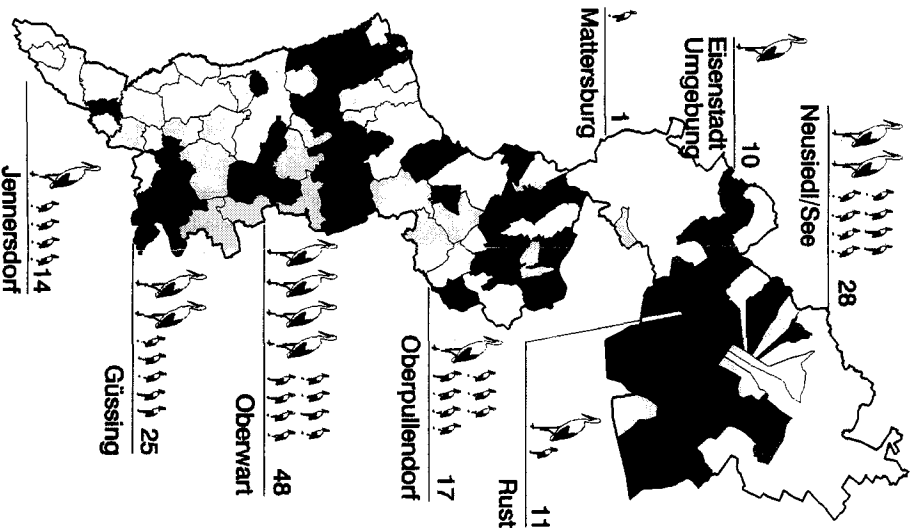 Neusiedl/See
28
Eisenstadt
Umgebung
10
Mattersburg
1
Rust
11
Oberpullendorf
17
Oberwart
48
Güssing
25
Jennersdorf
14